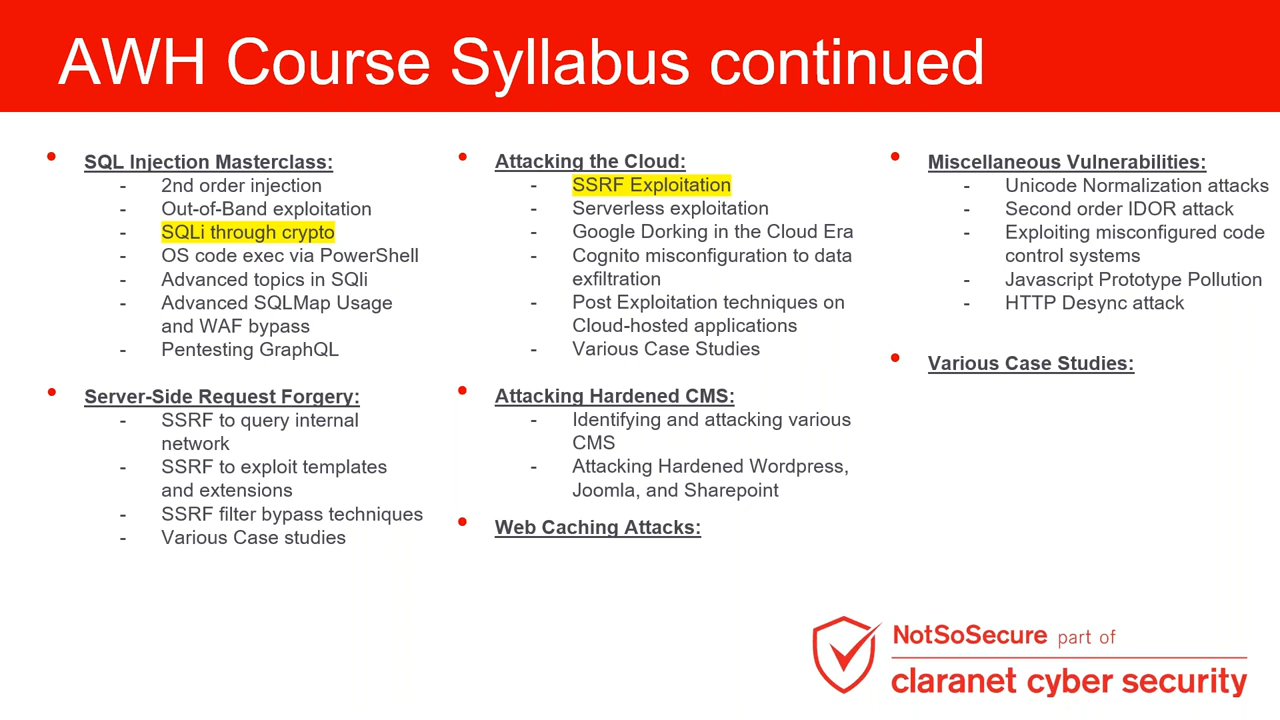 AWH Course Syllabus continued
• SQL Injection Masterclass:
- 2nd order injection
- Out-of-Band exploitation
- SQLi through crypto
- OS code exec via PowerShell
- Advanced topics in SQli
- Advanced SQLMap Usage
and WAF bypass
- Pentesting GraphQL
• Server-Side Request Forgery:
- SSRF to query internal
network
- SSRF to exploit templates
and extensions
- SSRF filter bypass techniques
- Various Case studies
• Attacking the Cloud:
- SSRF Exploitation
- Serverless exploitation
- Google Dorking in the Cloud Era
- Cognito misconfiguration to data
exfiltration
- Post Exploitation techniques on
Cloud-hosted applications
- Various Case Studies
• Attacking Hardened CMS:
- Identifying and attacking various
CMS
- Attacking Hardened Wordpress,
Joomla, and Sharepoint
• Web Caching Attacks:
• Miscellaneous Vulnerabilities:
- Unicode Normalization attacks
- Second order IDOR attack
- Exploiting misconfigured code
control systems
- Javascript Prototype Pollution
- HTTP Desync attack
• Various Case Studies:
NotSoSecure part of
claranet cyber security